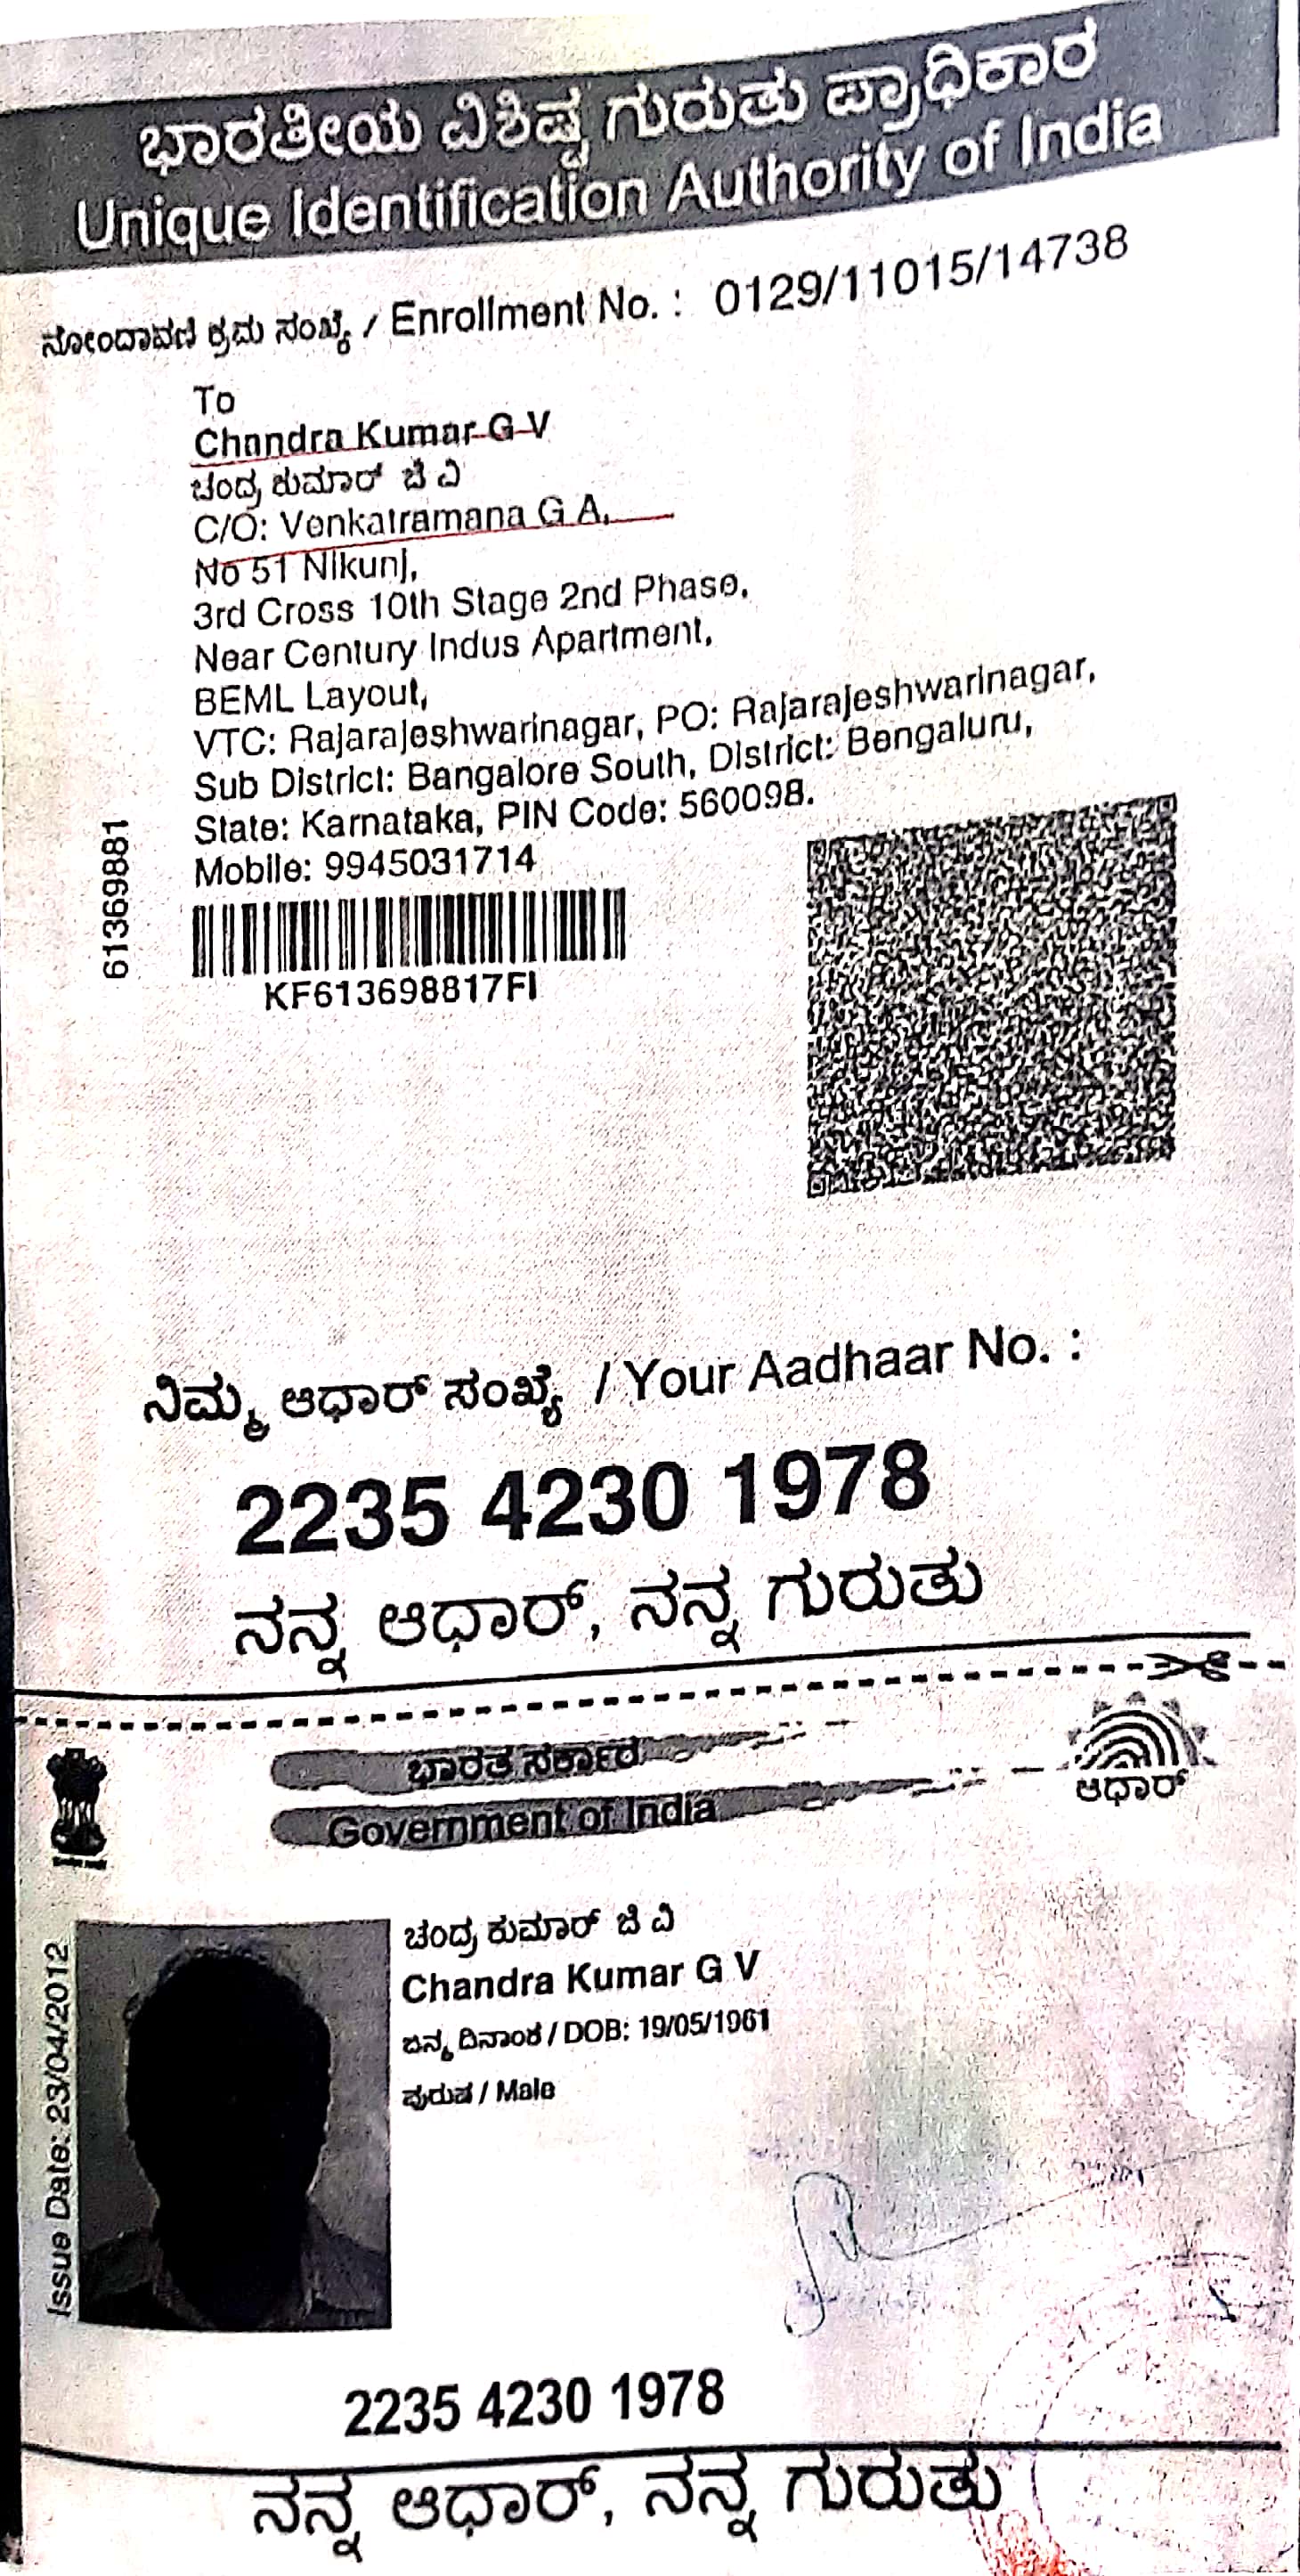 ಭಾರತೀಯ ವಿಶಿಷ್ಟ ಗುರುತು ಪ್ರಾಧಿಕಾರ
Unique Identification Authority of India
ನೋಂದಾವಣಿ ಕ್ರಮ ಸಂಖ್ಯೆ / Enrollment No. : 0129/11015/14738
To
Chandra Kumar G V
ಚಂದ್ರ ಕುಮಾರ್ ಜಿ ವಿ
C/O: Venkatramana G A,
No 51 Nikunj,
3rd Cross 10th Stage 2nd Phase,
Near Century Indus Apartment,
BEML Layout,
VTC: Rajarajeshwarinagar, PO: Rajarajeshwarinagar,
Sub District: Bangalore South, District: Bengaluru,
State: Karnataka, PIN Code: 560098.
Mobile: 9945031714
61369881
KF613698817FI
ನಿಮ್ಮ ಆಧಾರ್ ಸಂಖ್ಯೆ / Your Aadhaar No. :
2235 4230 1978
ನನ್ನ ಆಧಾರ್, ನನ್ನ ಗುರುತು
ಭಾರತ ಸರ್ಕಾರ
Government of India
ಆಧಾರ್
Issue Date: 23/04/2012
ಚಂದ್ರ ಕುಮಾರ್ ಜಿ ವಿ
Chandra Kumar G V
ಜನ್ಮ ದಿನಾಂಕ / DOB: 19/05/1961
ಪುರುಷ / Male
2235 4230 1978
ನನ್ನ ಆಧಾರ್, ನನ್ನ ಗುರುತು